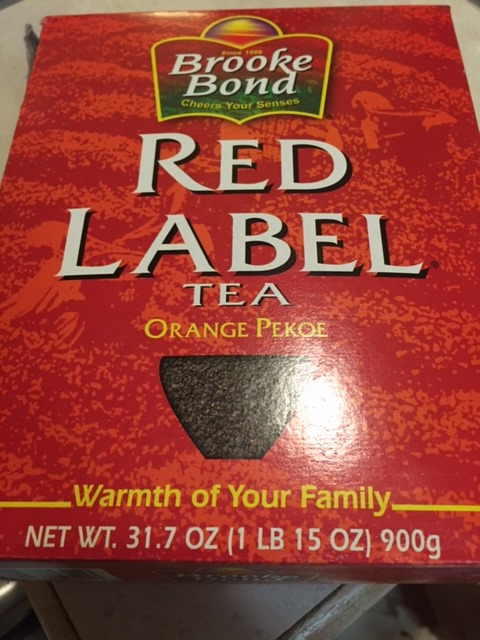 Since 1869
Brooke
Bond
Cheers Your Senses
RED
LABEL®
TEA
ORANGE PEKOE
Warmth of Your Family
NET WT. 31.7 OZ (1 LB 15 OZ) 900g